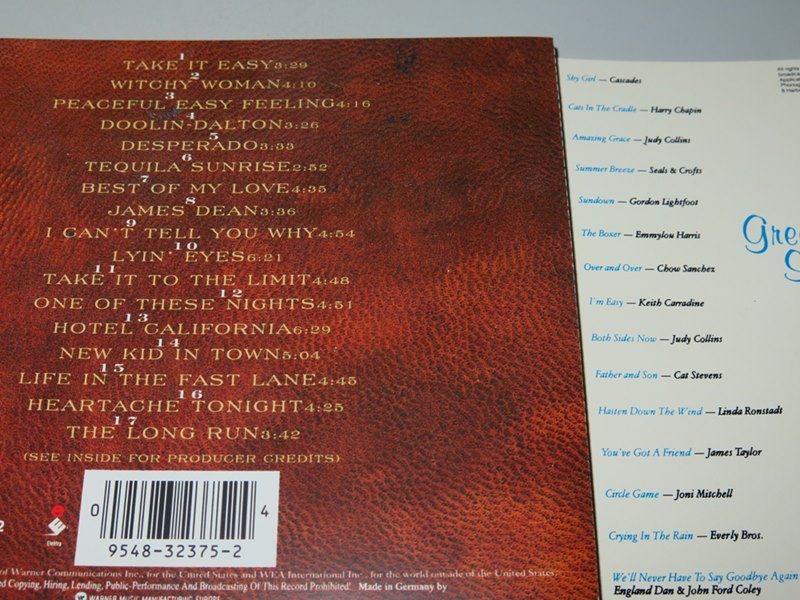 1
TAKE IT EASY 3:29
2
WITCHY WOMAN 4:10
3
PEACEFUL EASY FEELING 4:16
4
DOOLIN-DALTON 3:26
5
DESPERADO 3:33
6
TEQUILA SUNRISE 2:52
7
BEST OF MY LOVE 4:35
8
JAMES DEAN 3:36
9
I CAN'T TELL YOU WHY 4:54
10
LYIN' EYES 6:21
11
TAKE IT TO THE LIMIT 4:48
12
ONE OF THESE NIGHTS 4:51
13
HOTEL CALIFORNIA 6:29
14
NEW KID IN TOWN 5:04
15
LIFE IN THE FAST LANE 4:45
16
HEARTACHE TONIGHT 4:25
17
THE LONG RUN 3:42
(SEE INSIDE FOR PRODUCER CREDITS)
2
Elektra
0 4
9548-32375-2
of Warner Communications Inc., for the United States and WEA International Inc., for the world outside of the United States.
Copying, Hiring, Lending, Public-Performance And Broadcasting Of This Record Prohibited! Made in Germany by
WARNER MUSIC MANUFACTURING EUROPE
Shy Girl — Cascades
Cats In The Cradle — Harry Chapin
Amazing Grace — Judy Collins
Summer Breeze — Seals & Crofts
Sundown — Gordon Lightfoot
The Boxer — Emmylou Harris
Over and Over — Chow Sanchez
I'm Easy — Keith Carradine
Both Sides Now — Judy Collins
Father and Son — Cat Stevens
Hasten Down The Wind — Linda Ronstadt
You've Got A Friend — James Taylor
Circle Game — Joni Mitchell
Crying In The Rain — Everly Bros.
We'll Never Have To Say Goodbye Again
England Dan & John Ford Coley
All rights
Gre
S